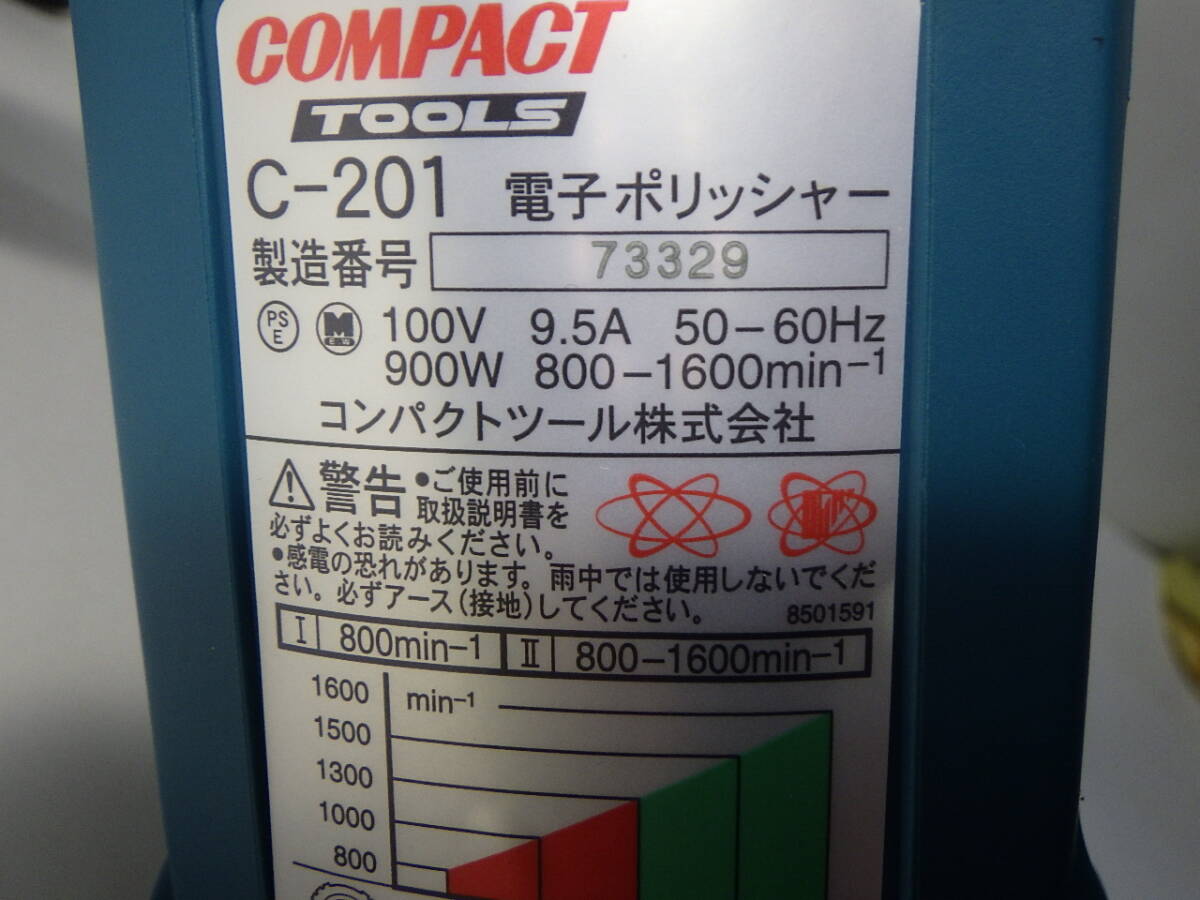 COMPACT
TOOLS
C-201 電子ポリッシャー
製造番号 73329
PS E M E W 100V 9.5A 50-60Hz
900W 800-1600min-1
コンパクトツール株式会社
⚠警告 ●ご使用前に
取扱説明書を
必ずよくお読みください。
●感電の恐れがあります。雨中では使用しないでくだ
さい。必ずアース(接地)してください。 8501591
I 800min-1 II 800-1600min-1
1600 min-1
1500
1300
1000
800